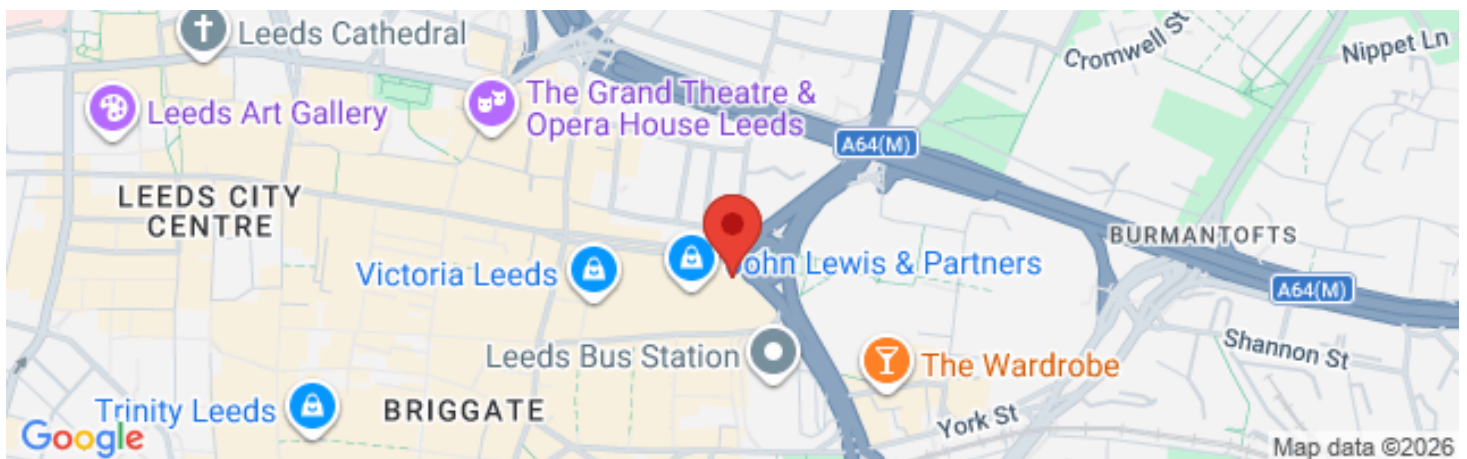 Leeds Cathedral
Cromwell St
Nippet Ln
Leeds Art Gallery
The Grand Theatre &
Opera House Leeds
A64(M)
LEEDS CITY
CENTRE
BURMANTOFTS
Victoria Leeds
John Lewis & Partners
A64(M)
Shannon St
Leeds Bus Station
The Wardrobe
Trinity Leeds
BRIGGATE
York St
Google
Map data ©2026